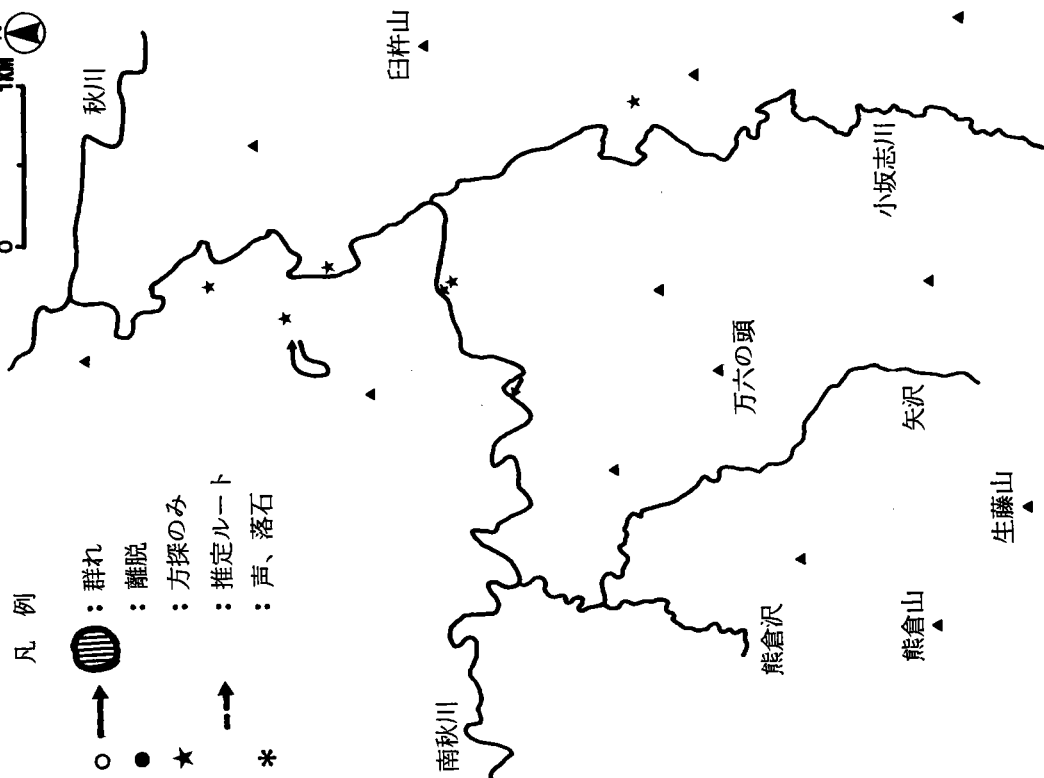 凡 例
: 群れ
: 離脱
: 方探のみ
: 推定ルート
: 声、落石
0 1KM
秋川
臼杵山
小坂志川
万六の頭
矢沢
生藤山
熊倉山
熊倉沢
南秋川